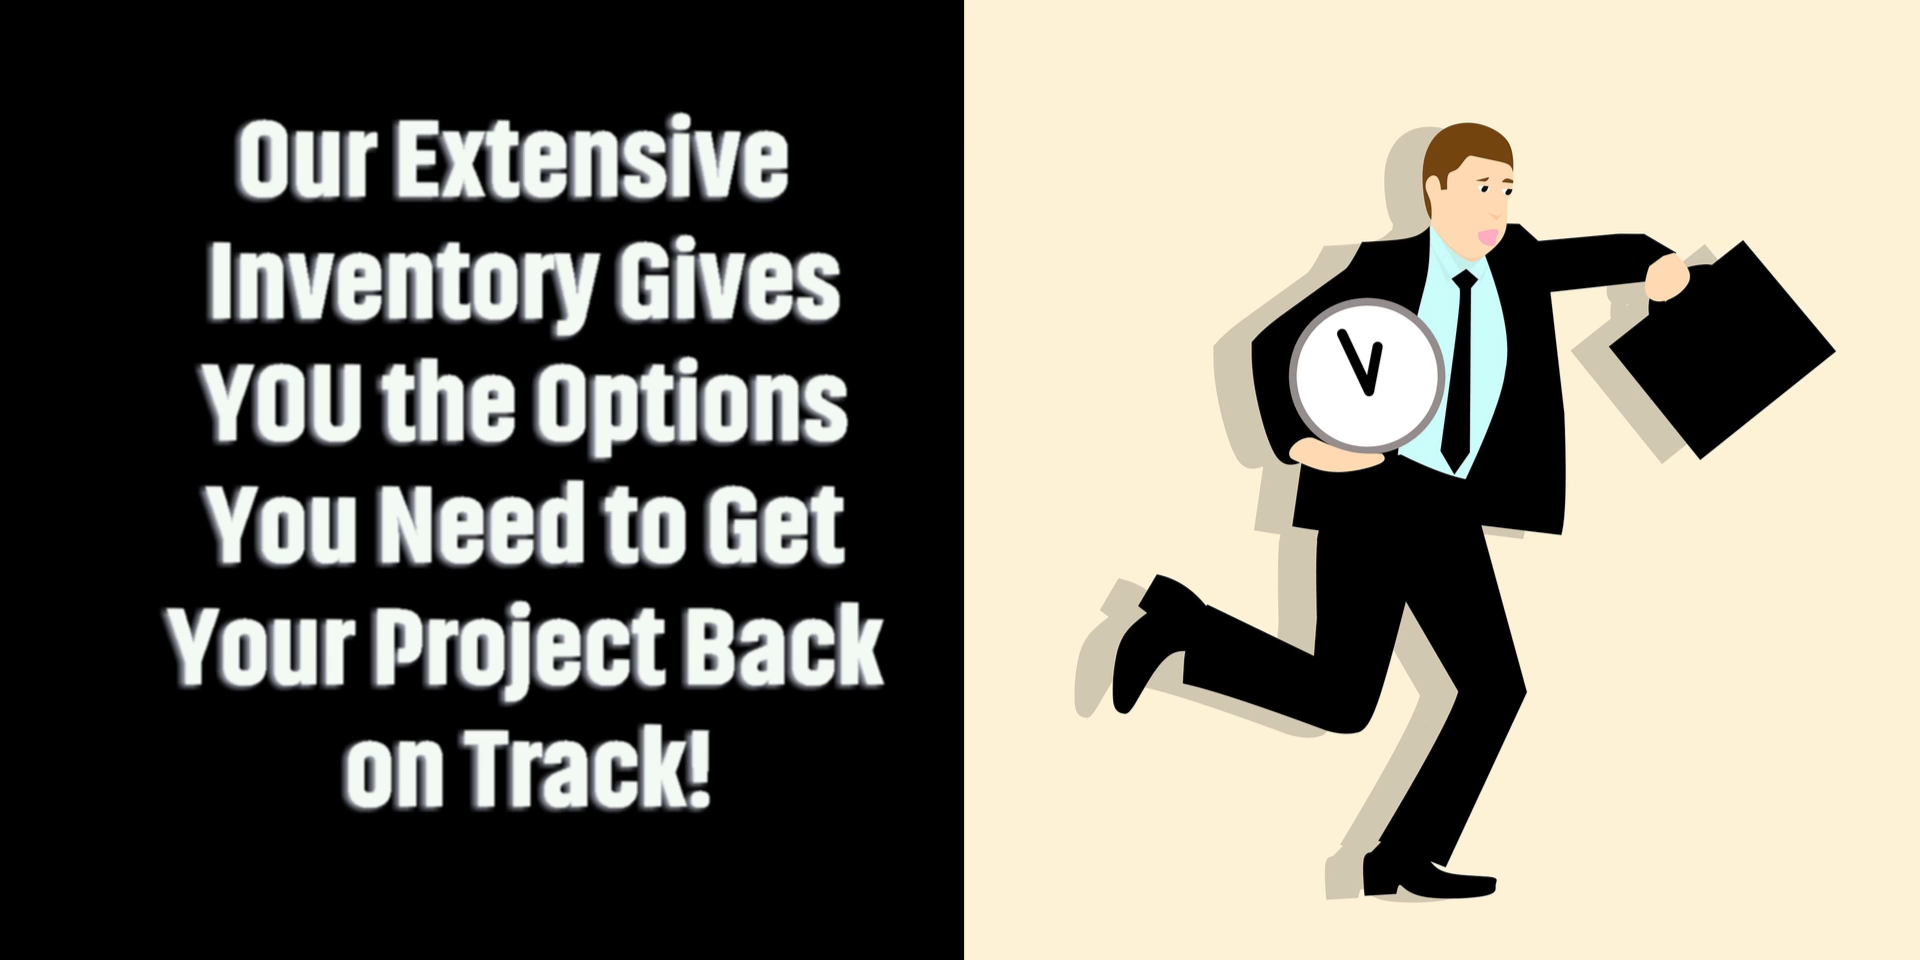 Our Extensive
Inventory Gives
YOU the Options
You Need to Get
Your Project Back
on Track!